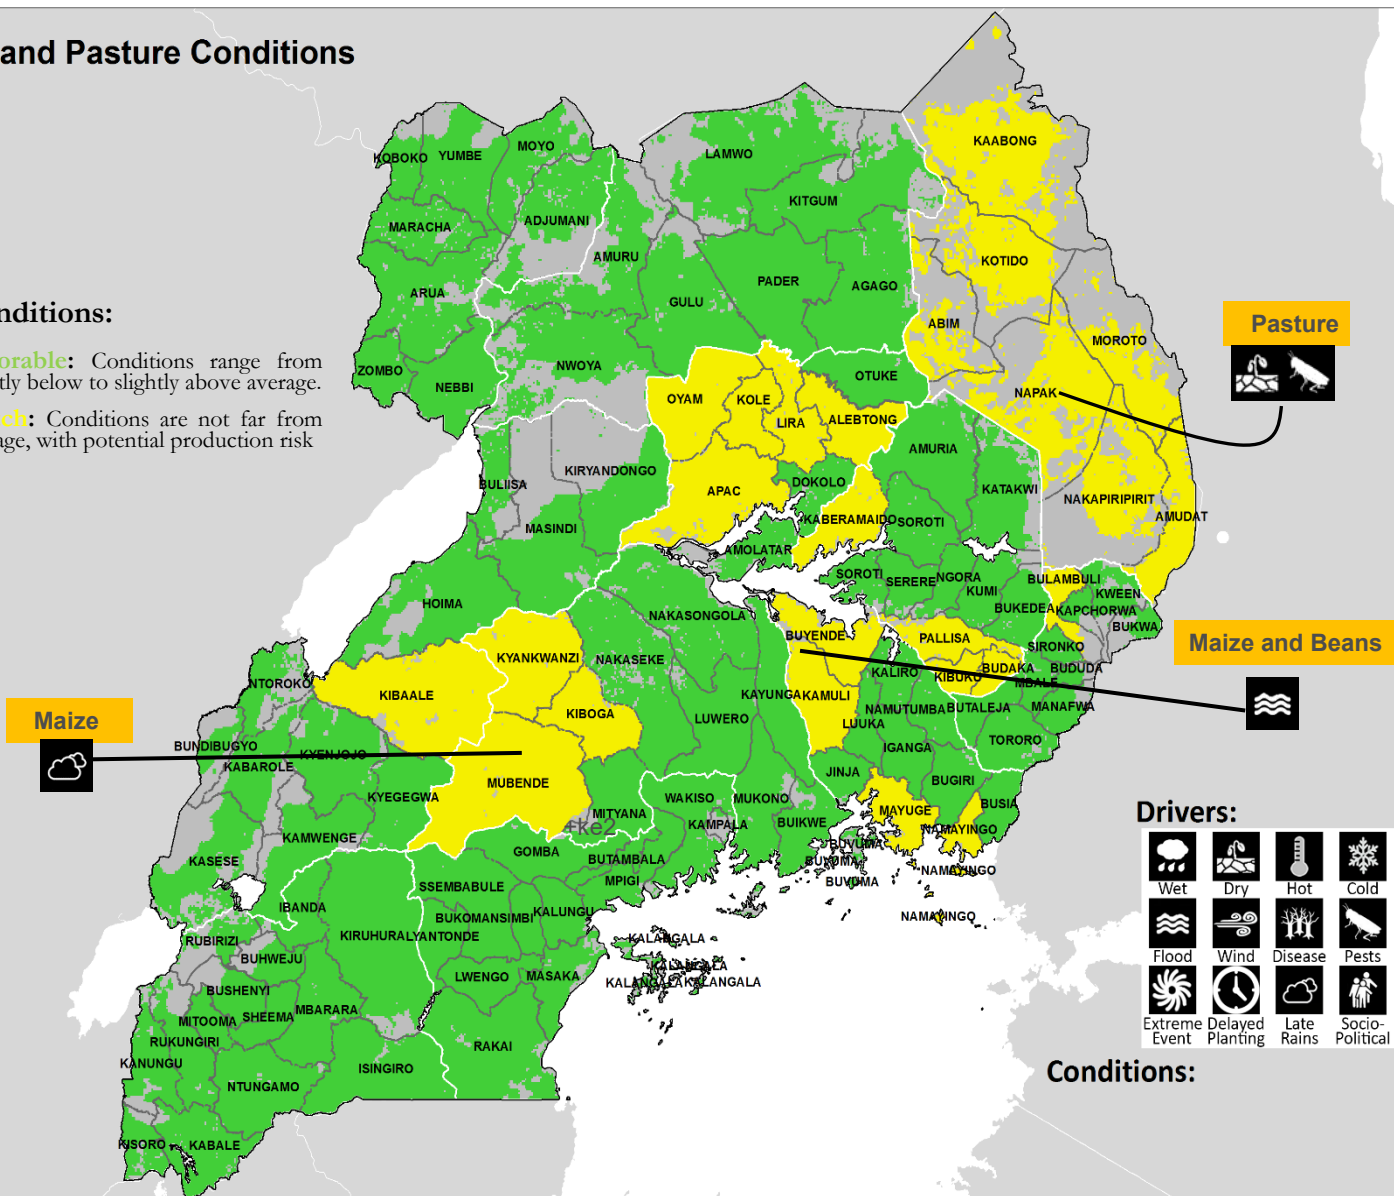 and Pasture Conditions
nditions:
orable: Conditions range from
tly below to slightly above average.
ch: Conditions are not far from
age, with potential production risk
KAABONG
LAMWO
MOYO
KOBOKO
YUMBE
KITGUM
ADJUMANI
MARACHA
AMURU
KOTIDO
PADER
AGAGO
ARUA
GULU
ABIM
Pasture
MOROTO
NWOYA
ZOMBO
NEBBI
OTUKE
NAPAK
OYAM
KOLE
LIRA
ALEBTONG
AMURIA
KIRYANDONGO
BULIISA
DOKOLO
KATAKWI
APAC
NAKAPIRIPIRIT
AMUDAT
KABERAMAIDO
SOROTI
MASINDI
AMOLATAR
SOROTI
SERERE
NGORA
KUMI
BULAMBULI
KWEEN
HOIMA
NAKASONGOLA
BUKEDEA
KAPCHORWA
BUKWA
BUYENDE
PALLISA
SIRONKO
Maize and Beans
KYANKWANZI
NAKASEKE
KALIRO
KIBUKU
BUDAKA
BUDUDA
MBALE
NTOROKO
KIBAALE
KAYUNGA
KAMULI
NAMUTUMBA
BUTALEJA
MANAFWA
Maize
KIBOGA
LUWERO
LUUKA
BUNDIBUGYO
KYENJOJO
IGANGA
TORORO
KABAROLE
JINJA
BUGIRI
MUBENDE
KYEGEGWA
WAKISO
MUKONO
MAYUGE
BUSIA
MITYANA
KAMPALA
BUIKWE
NAMAYINGO
+ke2
KAMWENGE
GOMBA
BUVUMA
KASESE
BUTAMBALA
BUVUMA
NAMAYINGO
SSEMBABULE
MPIGI
BUVUMA
IBANDA
BUKOMANSIMBI
KALUNGU
NAMAYINGO
RUBIRIZI
KIRUHURALYANTONDE
KALANGALA
BUHWEJU
KALANGALA
LWENGO
MASAKA
KALANGALA
KALANGALA
BUSHENYI
MITOOMA
SHEEMA
MBARARA
RUKUNGIRI
RAKAI
KANUNGU
ISINGIRO
NTUNGAMO
KISORO
KABALE
Drivers:
Wet
Dry
Hot
Cold
Flood
Wind
Disease
Pests
Extreme Delayed Late Socio-
Event Planting Rains Political
Conditions: